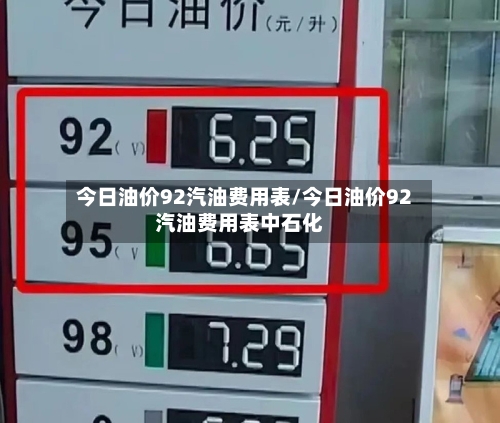 今日油价(元/升)
92(V) 6.25
今日油价92汽油费用表/今日油价92
汽油费用表中石化
95(V 6.65
98(V) 7.29